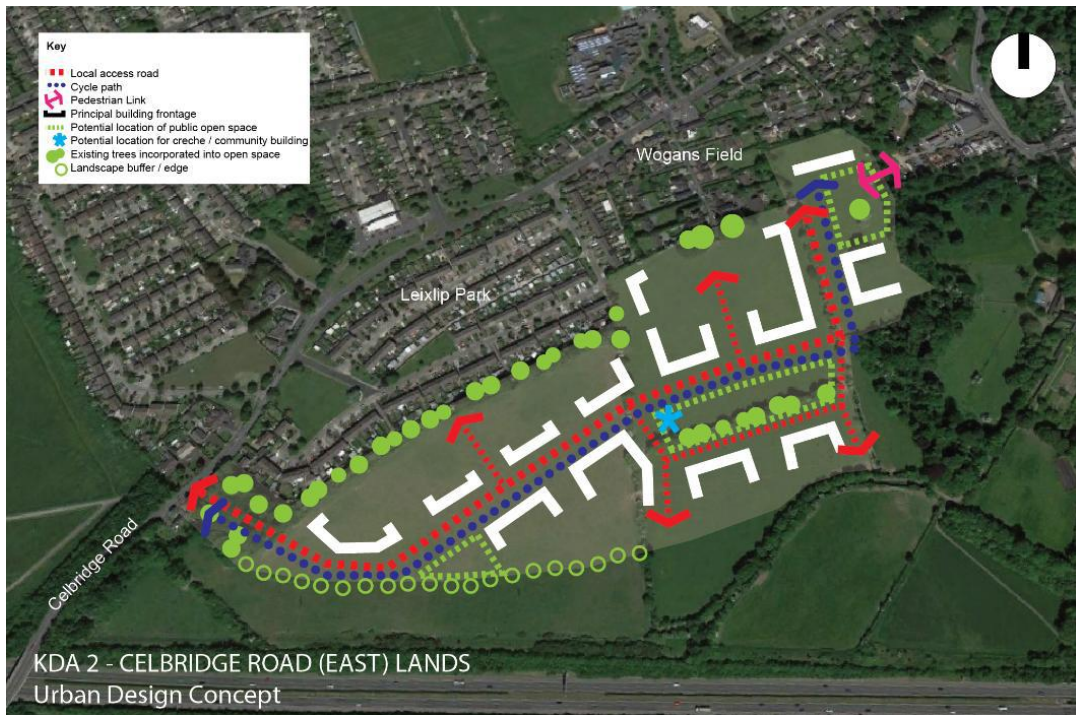 Key
Local access road
Cycle path
Pedestrian Link
Principal building frontage
Potential location of public open space
Potential location for creche / community building
Existing trees incorporated into open space
Landscape buffer / edge
Wogans Field
Leixlip Park
Celbridge Road
KDA 2 - CELBRIDGE ROAD (EAST) LANDS
Urban Design Concept